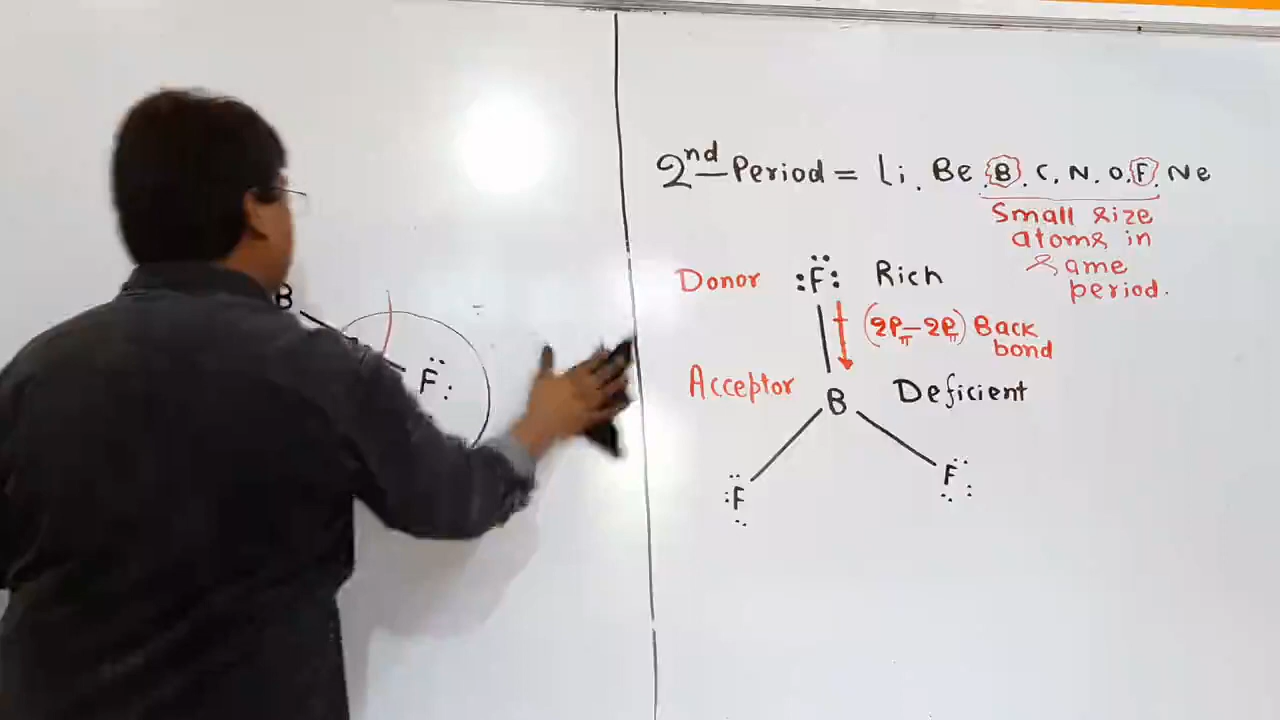 2nd Period = Li. Be.B.C.N.O.F.Ne
Small size
atoms in
same
period.
Donor :F: Rich
(2Pπ–2Pπ) Back
bond
B
F:
Acceptor B Deficient
:F
F: